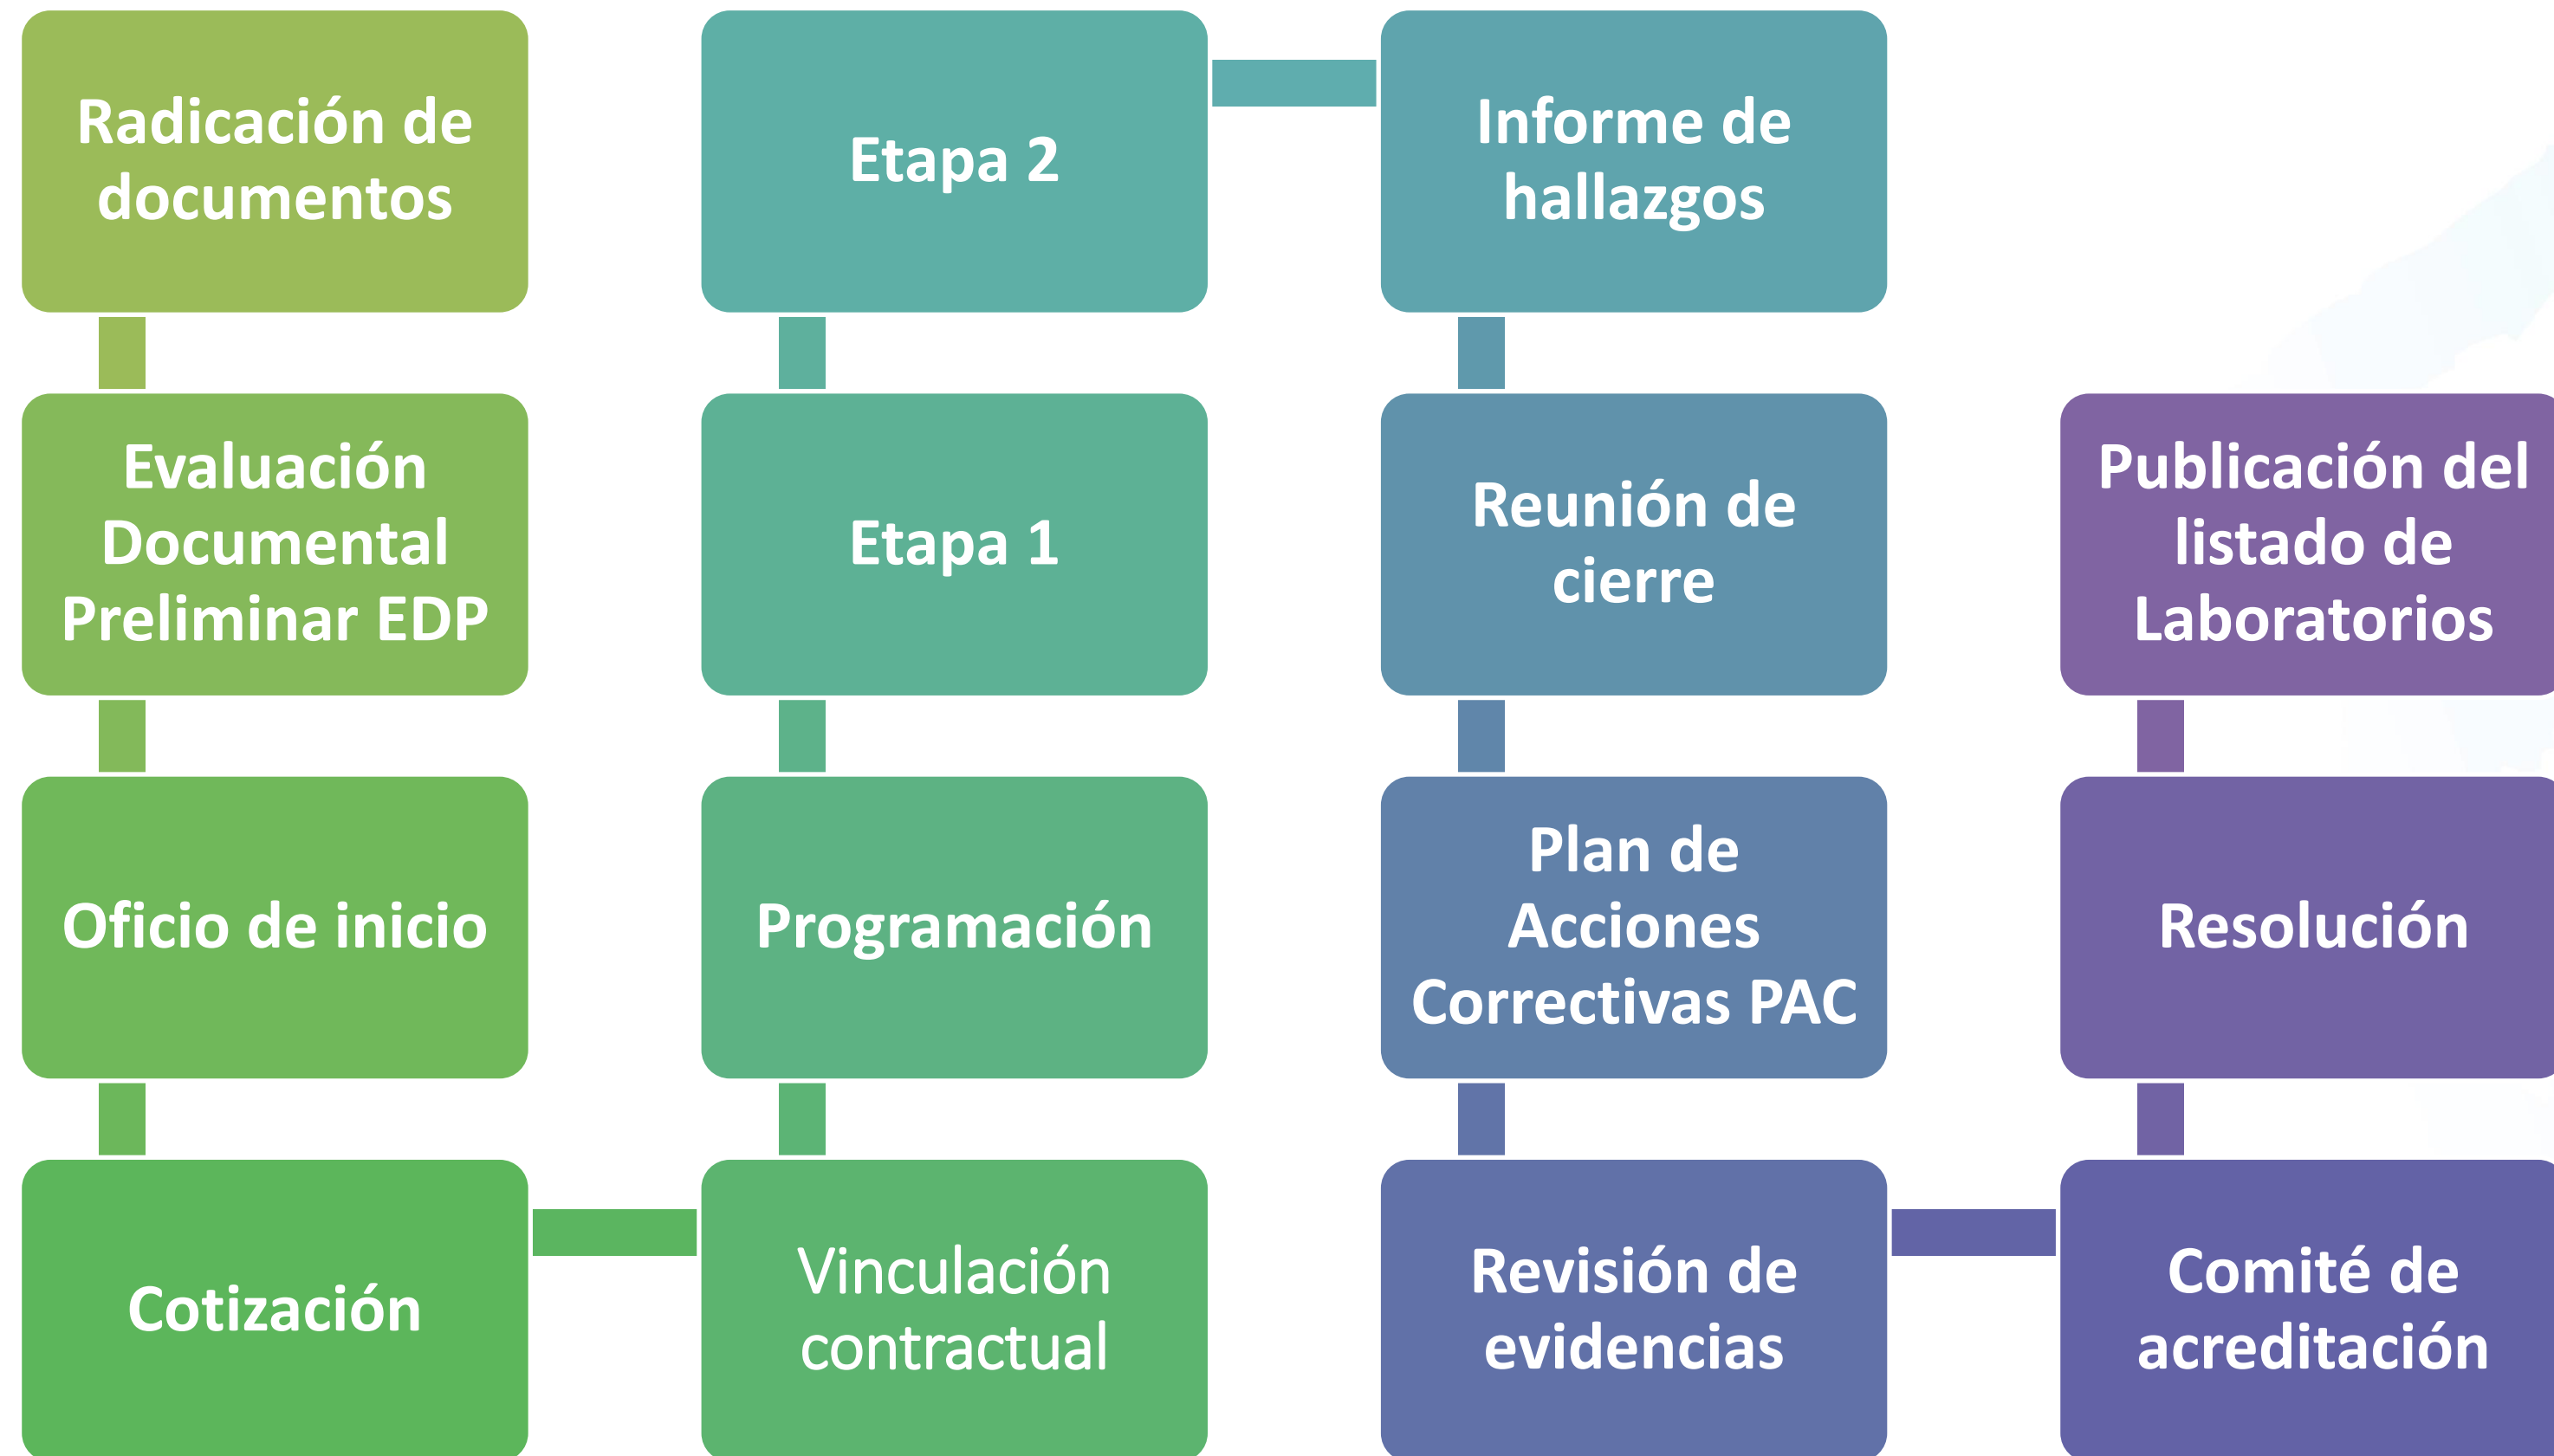 Radicación de
documentos
Evaluación
Documental
Preliminar EDP
Oficio de inicio
Cotización
Vinculación
contractual
Programación
Etapa 1
Etapa 2
Informe de
hallazgos
Reunión de
cierre
Plan de
Acciones
Correctivas PAC
Revisión de
evidencias
Comité de
acreditación
Resolución
Publicación del
listado de
Laboratorios